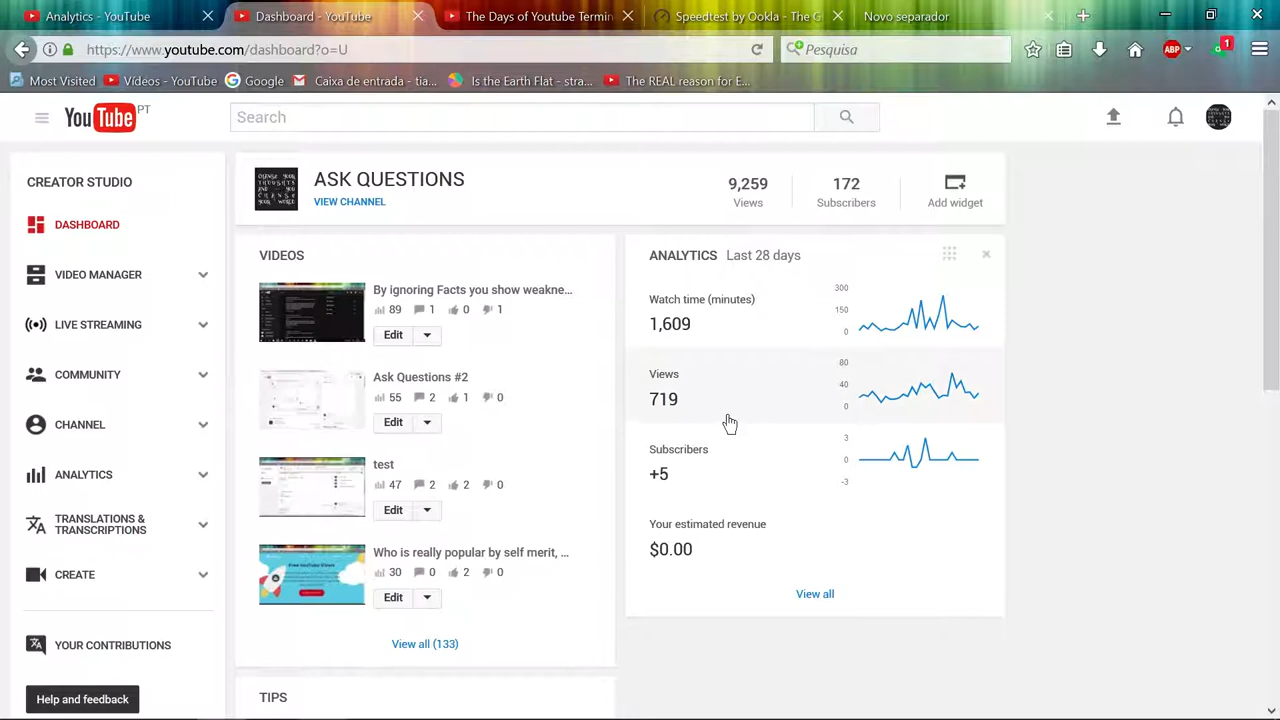 Analytics - YouTube
Dashboard - YouTube
The Days of Youtube Termin
Speedtest by Ookla - The G
Novo separador
https://www.youtube.com/dashboard?o=U
Pesquisa
ABP
1
Most Visited
Vídeos - YouTube
Google
Caixa de entrada - tia...
Is the Earth Flat - stra...
The REAL reason for E...
YouTube PT
Search
CREATOR STUDIO
DASHBOARD
VIDEO MANAGER
LIVE STREAMING
COMMUNITY
CHANNEL
ANALYTICS
TRANSLATIONS &
TRANSCRIPTIONS
CREATE
YOUR CONTRIBUTIONS
Help and feedback
ASK QUESTIONS
VIEW CHANNEL
9,259
Views
172
Subscribers
Add widget
VIDEOS
By ignoring Facts you show weakne...
89 1 0 1
Edit
Ask Questions #2
55 2 1 0
Edit
test
47 2 2 0
Edit
Who is really popular by self merit, ...
30 0 2 0
Edit
View all (133)
TIPS
ANALYTICS Last 28 days
Watch time (minutes)
1,609
300
150
0
Views
719
80
40
0
Subscribers
+5
3
0
-3
Your estimated revenue
$0.00
View all